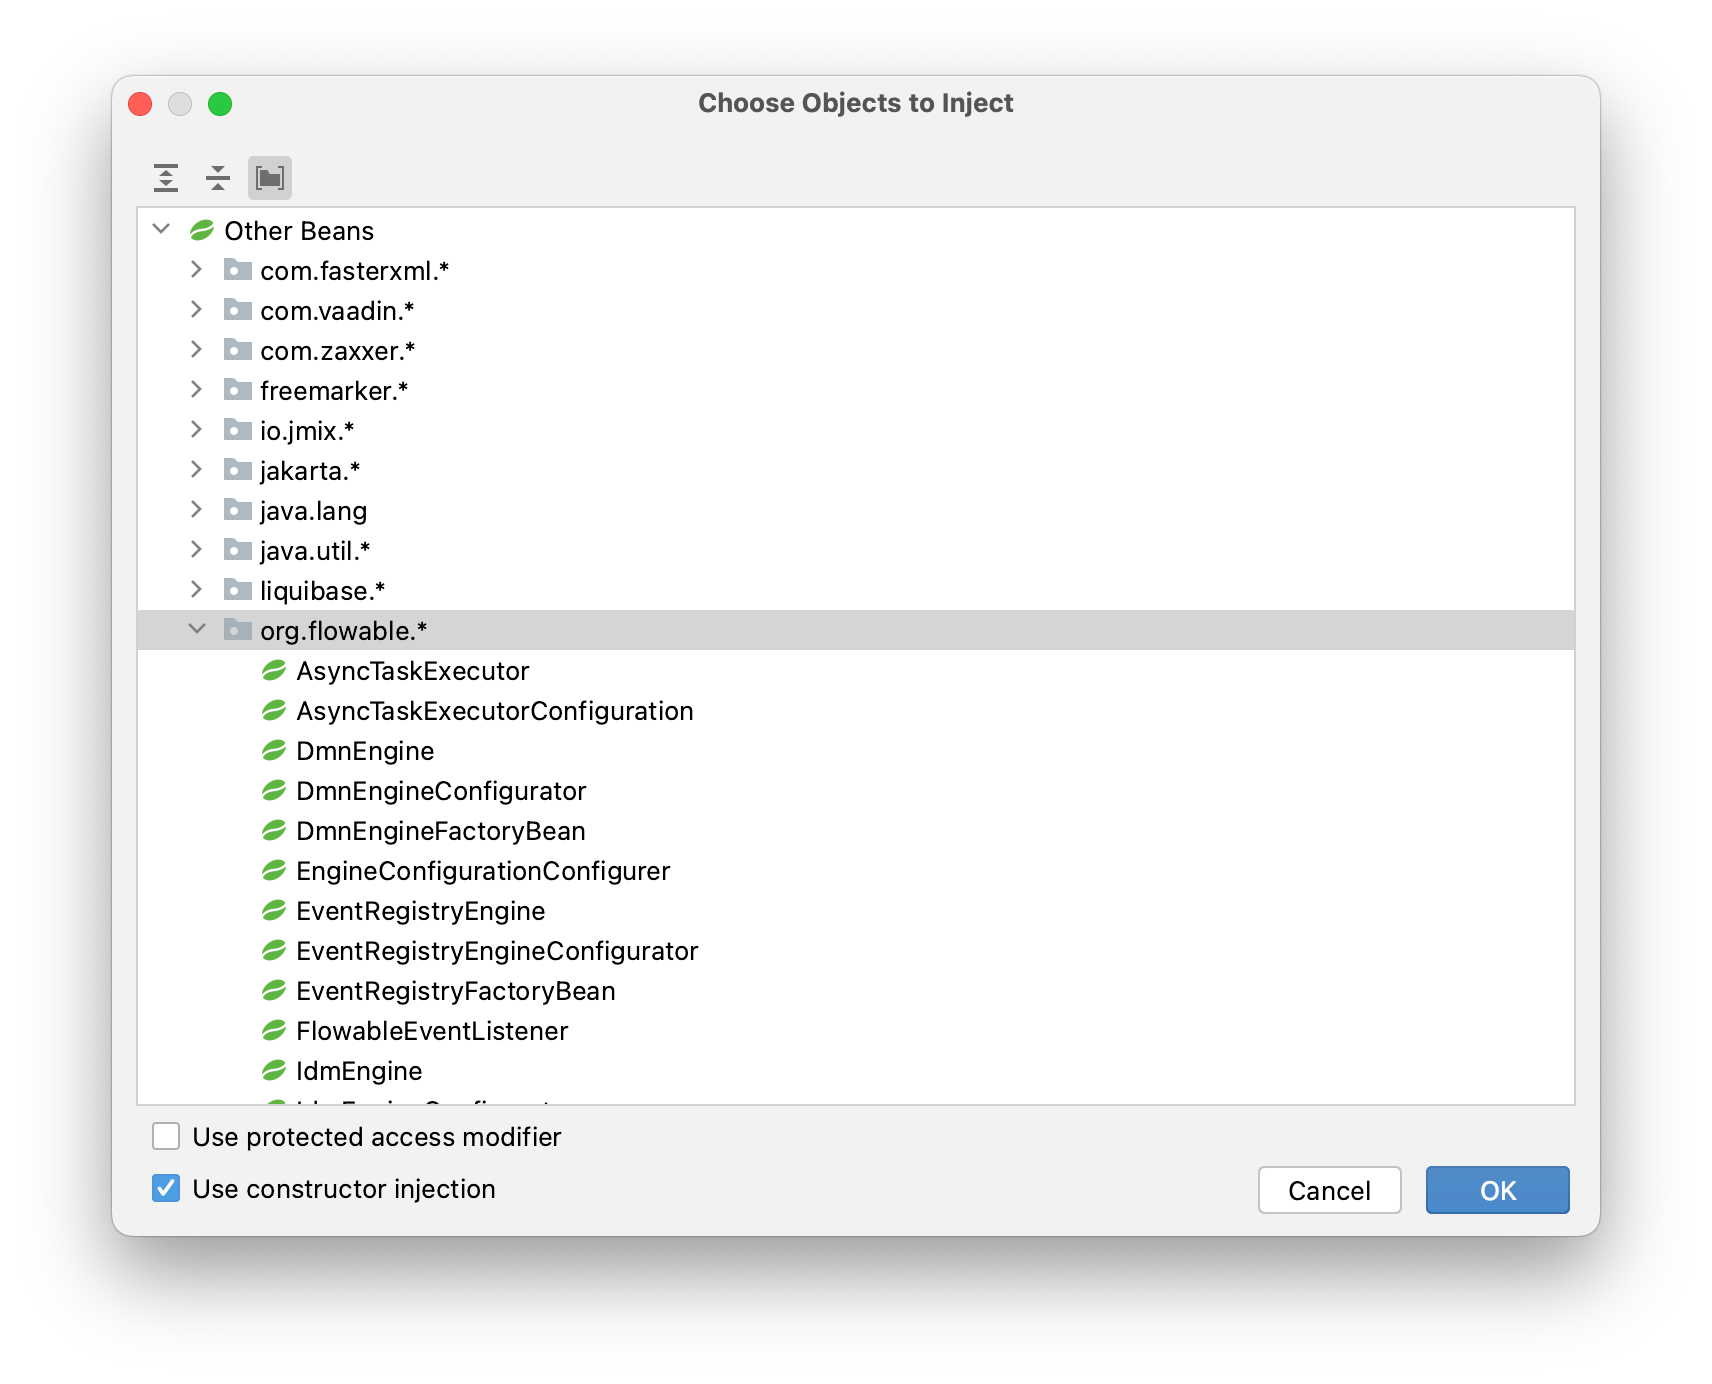 Choose Objects to Inject
Other Beans
com.fasterxml.*
com.vaadin.*
com.zaxxer.*
freemarker.*
io.jmix.*
jakarta.*
java.lang
java.util.*
liquibase.*
org.flowable.*
AsyncTaskExecutor
AsyncTaskExecutorConfiguration
DmnEngine
DmnEngineConfigurator
DmnEngineFactoryBean
EngineConfigurationConfigurer
EventRegistryEngine
EventRegistryEngineConfigurator
EventRegistryFactoryBean
FlowableEventListener
IdmEngine
Use protected access modifier
Use constructor injection
Cancel
OK